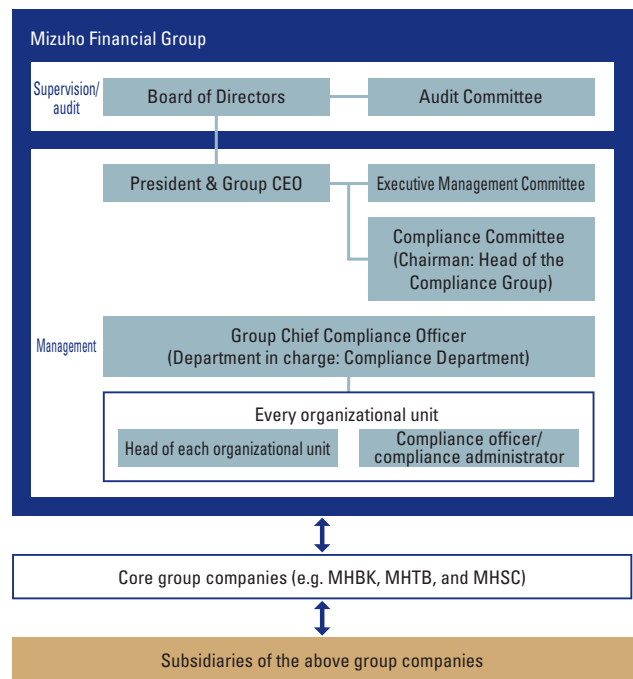 Mizuho Financial Group
Supervision/
audit
Board of Directors
Audit Committee
President & Group CEO
Executive Management Committee
Compliance Committee
(Chairman: Head of the
Compliance Group)
Management
Group Chief Compliance Officer
(Department in charge: Compliance Department)
Every organizational unit
Head of each organizational unit
Compliance officer/
compliance administrator
Core group companies (e.g. MHBK, MHTB, and MHSC)
Subsidiaries of the above group companies